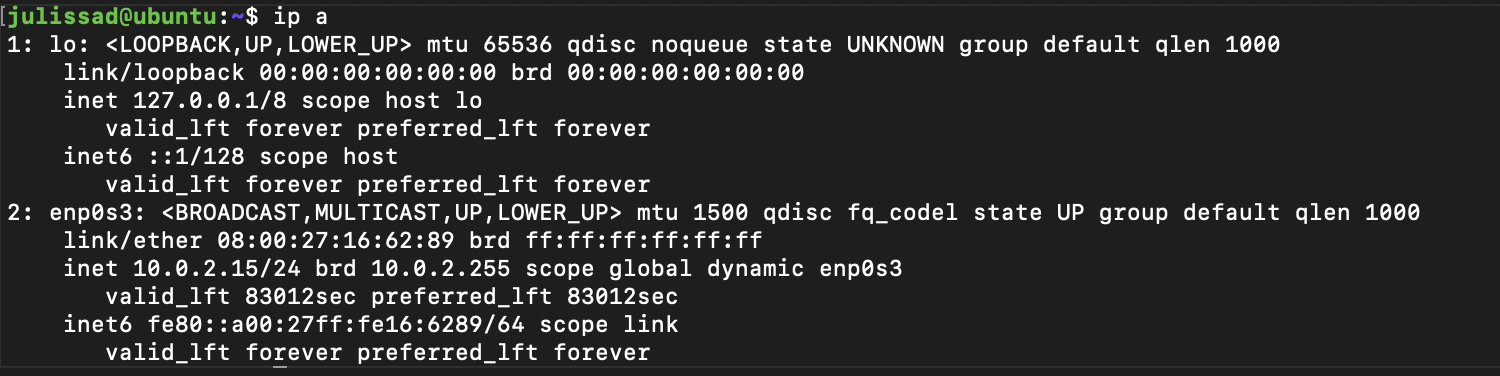 [julissad@ubuntu:~$ ip a
1: lo: <LOOPBACK,UP,LOWER_UP> mtu 65536 qdisc noqueue state UNKNOWN group default qlen 1000
    link/loopback 00:00:00:00:00:00 brd 00:00:00:00:00:00
    inet 127.0.0.1/8 scope host lo
       valid_lft forever preferred_lft forever
    inet6 ::1/128 scope host
       valid_lft forever preferred_lft forever
2: enp0s3: <BROADCAST,MULTICAST,UP,LOWER_UP> mtu 1500 qdisc fq_codel state UP group default qlen 1000
    link/ether 08:00:27:16:62:89 brd ff:ff:ff:ff:ff:ff
    inet 10.0.2.15/24 brd 10.0.2.255 scope global dynamic enp0s3
       valid_lft 83012sec preferred_lft 83012sec
    inet6 fe80::a00:27ff:fe16:6289/64 scope link
       valid_lft forever preferred_lft forever